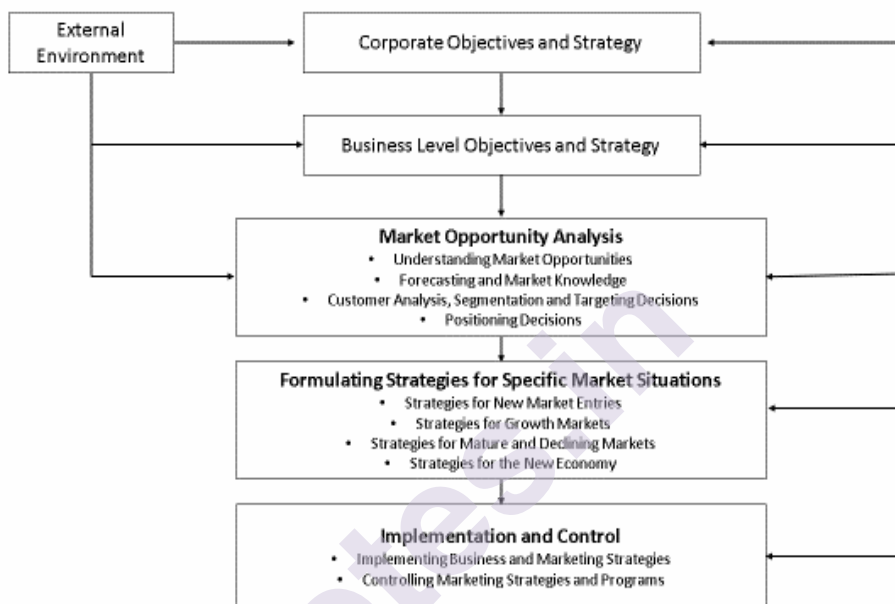 External
Environment
Corporate Objectives and Strategy
Business Level Objectives and Strategy
Market Opportunity Analysis
• Understanding Market Opportunities
• Forecasting and Market Knowledge
• Customer Analysis, Segmentation and Targeting Decisions
• Positioning Decisions
Formulating Strategies for Specific Market Situations
• Strategies for New Market Entries
• Strategies for Growth Markets
• Strategies for Mature and Declining Markets
• Strategies for the New Economy
Implementation and Control
• Implementing Business and Marketing Strategies
• Controlling Marketing Strategies and Programs
otes.in